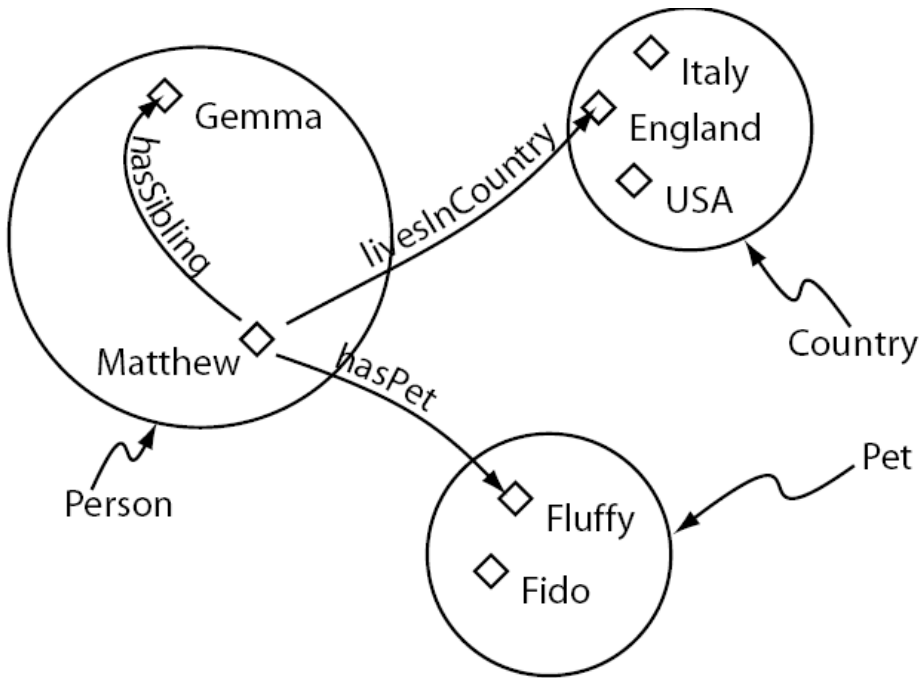 Italy
Gemma
England
hasSibling
livesInCountry
USA
Matthew
hasPet
Country
Person
Pet
Fluffy
Fido